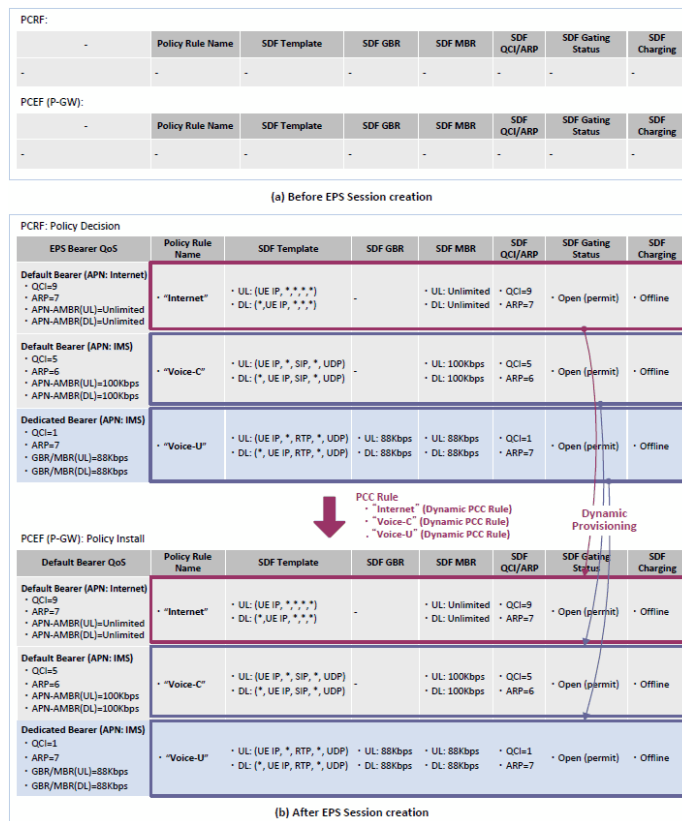 PCRF:
- Policy Rule Name SDF Template SDF GBR SDF MBR SDF QCI/ARP SDF Gating Status SDF Charging
- - - - - - - -
PCEF (P-GW):
- Policy Rule Name SDF Template SDF GBR SDF MBR SDF QCI/ARP SDF Gating Status SDF Charging
- - - - - - - -
(a) Before EPS Session creation
PCRF: Policy Decision
EPS Bearer QoS Policy Rule Name SDF Template SDF GBR SDF MBR SDF QCI/ARP SDF Gating Status SDF Charging
Default Bearer (APN: Internet)
· QCI=9
· ARP=7
· APN-AMBR(UL)=Unlimited
· APN-AMBR(DL)=Unlimited
· "Internet"
· UL: (UE IP, *,*,*,*)
· DL: (*,UE IP, *,*,*)
-
· UL: Unlimited
· DL: Unlimited
· QCI=9
· ARP=7
· Open (permit)
· Offline
Default Bearer (APN: IMS)
· QCI=5
· ARP=6
· APN-AMBR(UL)=100Kbps
· APN-AMBR(DL)=100Kbps
· "Voice-C"
· UL: (UE IP, *, SIP, *, UDP)
· DL: (*, UE IP, SIP, *, UDP)
-
· UL: 100Kbps
· DL: 100Kbps
· QCI=5
· ARP=6
· Open (permit)
· Offline
Dedicated Bearer (APN: IMS)
· QCI=1
· ARP=7
· GBR/MBR(UL)=88Kbps
· GBR/MBR(DL)=88Kbps
· "Voice-U"
· UL: (UE IP, *, RTP, *, UDP)
· DL: (*, UE IP, RTP, *, UDP)
· UL: 88Kbps
· DL: 88Kbps
· UL: 88Kbps
· DL: 88Kbps
· QCI=1
· ARP=7
· Open (permit)
· Offline
PCC Rule
· "Internet" (Dynamic PCC Rule)
· "Voice-C" (Dynamic PCC Rule)
. "Voice-U" (Dynamic PCC Rule)
Dynamic
Provisioning
PCEF (P-GW): Policy Install
Default Bearer QoS Policy Rule Name SDF Template SDF GBR SDF MBR SDF QCI/ARP SDF Gating Status SDF Charging
Default Bearer (APN: Internet)
· QCI=9
· ARP=7
· APN-AMBR(UL)=Unlimited
· APN-AMBR(DL)=Unlimited
· "Internet"
· UL: (UE IP, *,*,*,*)
· DL: (*,UE IP, *,*,*)
-
· UL: Unlimited
· DL: Unlimited
· QCI=9
· ARP=7
· Open (permit)
· Offline
Default Bearer (APN: IMS)
· QCI=5
· ARP=6
· APN-AMBR(UL)=100Kbps
· APN-AMBR(DL)=100Kbps
· "Voice-C"
· UL: (UE IP, *, SIP, *, UDP)
· DL: (*, UE IP, SIP, *, UDP)
-
· UL: 100Kbps
· DL: 100Kbps
· QCI=5
· ARP=6
· Open (permit)
· Offline
Dedicated Bearer (APN: IMS)
· QCI=1
· ARP=7
· GBR/MBR(UL)=88Kbps
· GBR/MBR(DL)=88Kbps
· "Voice-U"
· UL: (UE IP, *, RTP, *, UDP)
· DL: (*, UE IP, RTP, *, UDP)
· UL: 88Kbps
· DL: 88Kbps
· UL: 88Kbps
· DL: 88Kbps
· QCI=1
· ARP=7
· Open (permit)
· Offline
(b) After EPS Session creation